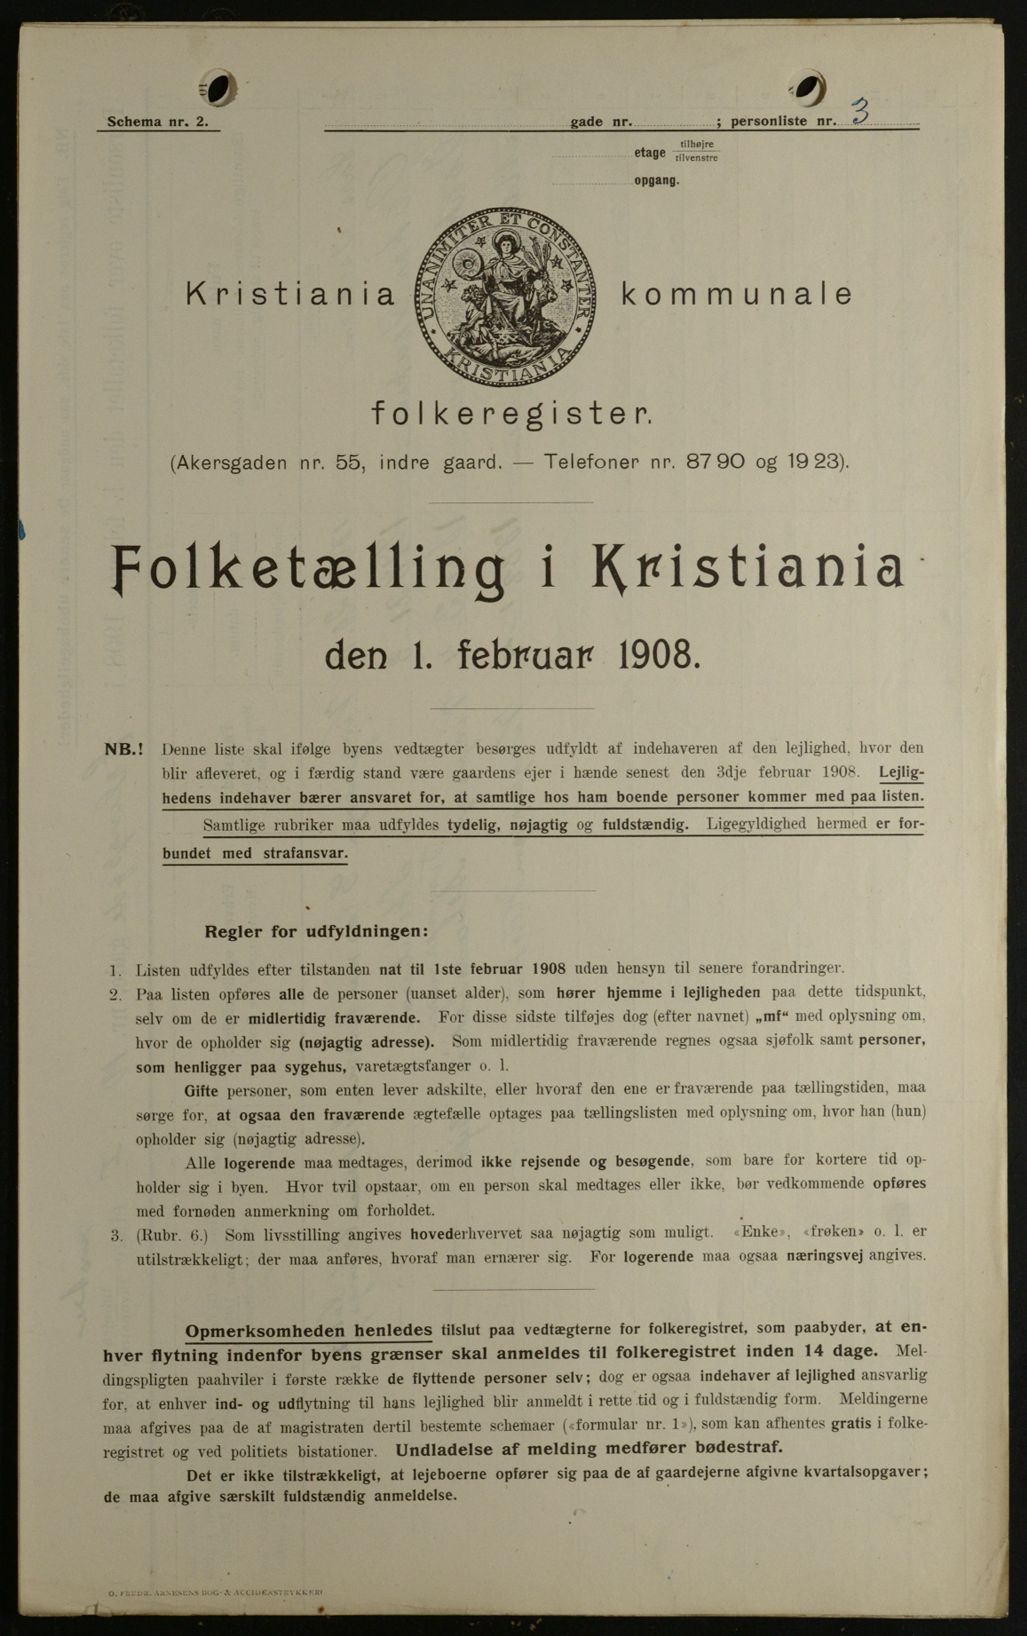 Schema nr. 2.
gade nr. ; personliste nr. 3
etage tilhøjre
tilvenstre
opgang.
UNANIMITER ET CONSTANTER
KRISTIANIA
Kristiania kommunale
folkeregister.
(Akersgaden nr. 55, indre gaard. — Telefoner nr. 8790 og 1923).
Folketælling i Kristiania
den 1. februar 1908.
NB.! Denne liste skal ifølge byens vedtægter besørges udfyldt af indehaveren af den lejlighed, hvor den
blir afleveret, og i færdig stand være gaardens ejer i hænde senest den 3dje februar 1908. Lejlig-
hedens indehaver bærer ansvaret for, at samtlige hos ham boende personer kommer med paa listen.
Samtlige rubriker maa udfyldes tydelig, nøjagtig og fuldstændig. Ligegyldighed hermed er for-
bundet med strafansvar.
Regler for udfyldningen:
1. Listen udfyldes efter tilstanden nat til 1ste februar 1908 uden hensyn til senere forandringer.
2. Paa listen opføres alle de personer (uanset alder), som hører hjemme i lejligheden paa dette tidspunkt,
selv om de er midlertidig fraværende. For disse sidste tilføjes dog (efter navnet) „mf“ med oplysning om,
hvor de opholder sig (nøjagtig adresse). Som midlertidig fraværende regnes ogsaa sjøfolk samt personer,
som henligger paa sygehus, varetægtsfanger o. l.
Gifte personer, som enten lever adskilte, eller hvoraf den ene er fraværende paa tællingstiden, maa
sørge for, at ogsaa den fraværende ægtefælle optages paa tællingslisten med oplysning om, hvor han (hun)
opholder sig (nøjagtig adresse).
Alle logerende maa medtages, derimod ikke rejsende og besøgende, som bare for kortere tid op-
holder sig i byen. Hvor tvil opstaar, om en person skal medtages eller ikke, bør vedkommende opføres
med fornøden anmerkning om forholdet.
3. (Rubr. 6.) Som livsstilling angives hovederhvervet saa nøjagtig som muligt. «Enke», «frøken» o. l. er
utilstrækkeligt; der maa anføres, hvoraf man ernærer sig. For logerende maa ogsaa næringsvej angives.
Opmerksomheden henledes tilslut paa vedtægterne for folkeregistret, som paabyder, at en-
hver flytning indenfor byens grænser skal anmeldes til folkeregistret inden 14 dage. Mel-
dingspligten paahviler i første række de flyttende personer selv; dog er ogsaa indehaver af lejlighed ansvarlig
for, at enhver ind- og udflytning til hans lejlighed blir anmeldt i rette tid og i fuldstændig form. Meldingerne
maa afgives paa de af magistraten dertil bestemte schemaer («formular nr. 1»), som kan afhentes gratis i folke-
registret og ved politiets bistationer. Undladelse af melding medfører bødestraf.
Det er ikke tilstrækkeligt, at lejeboerne opfører sig paa de af gaardejerne afgivne kvartalsopgaver;
de maa afgive særskilt fuldstændig anmeldelse.
O. FREDR. ARNESENS BOG- & ACCIDENSTRYKKERI